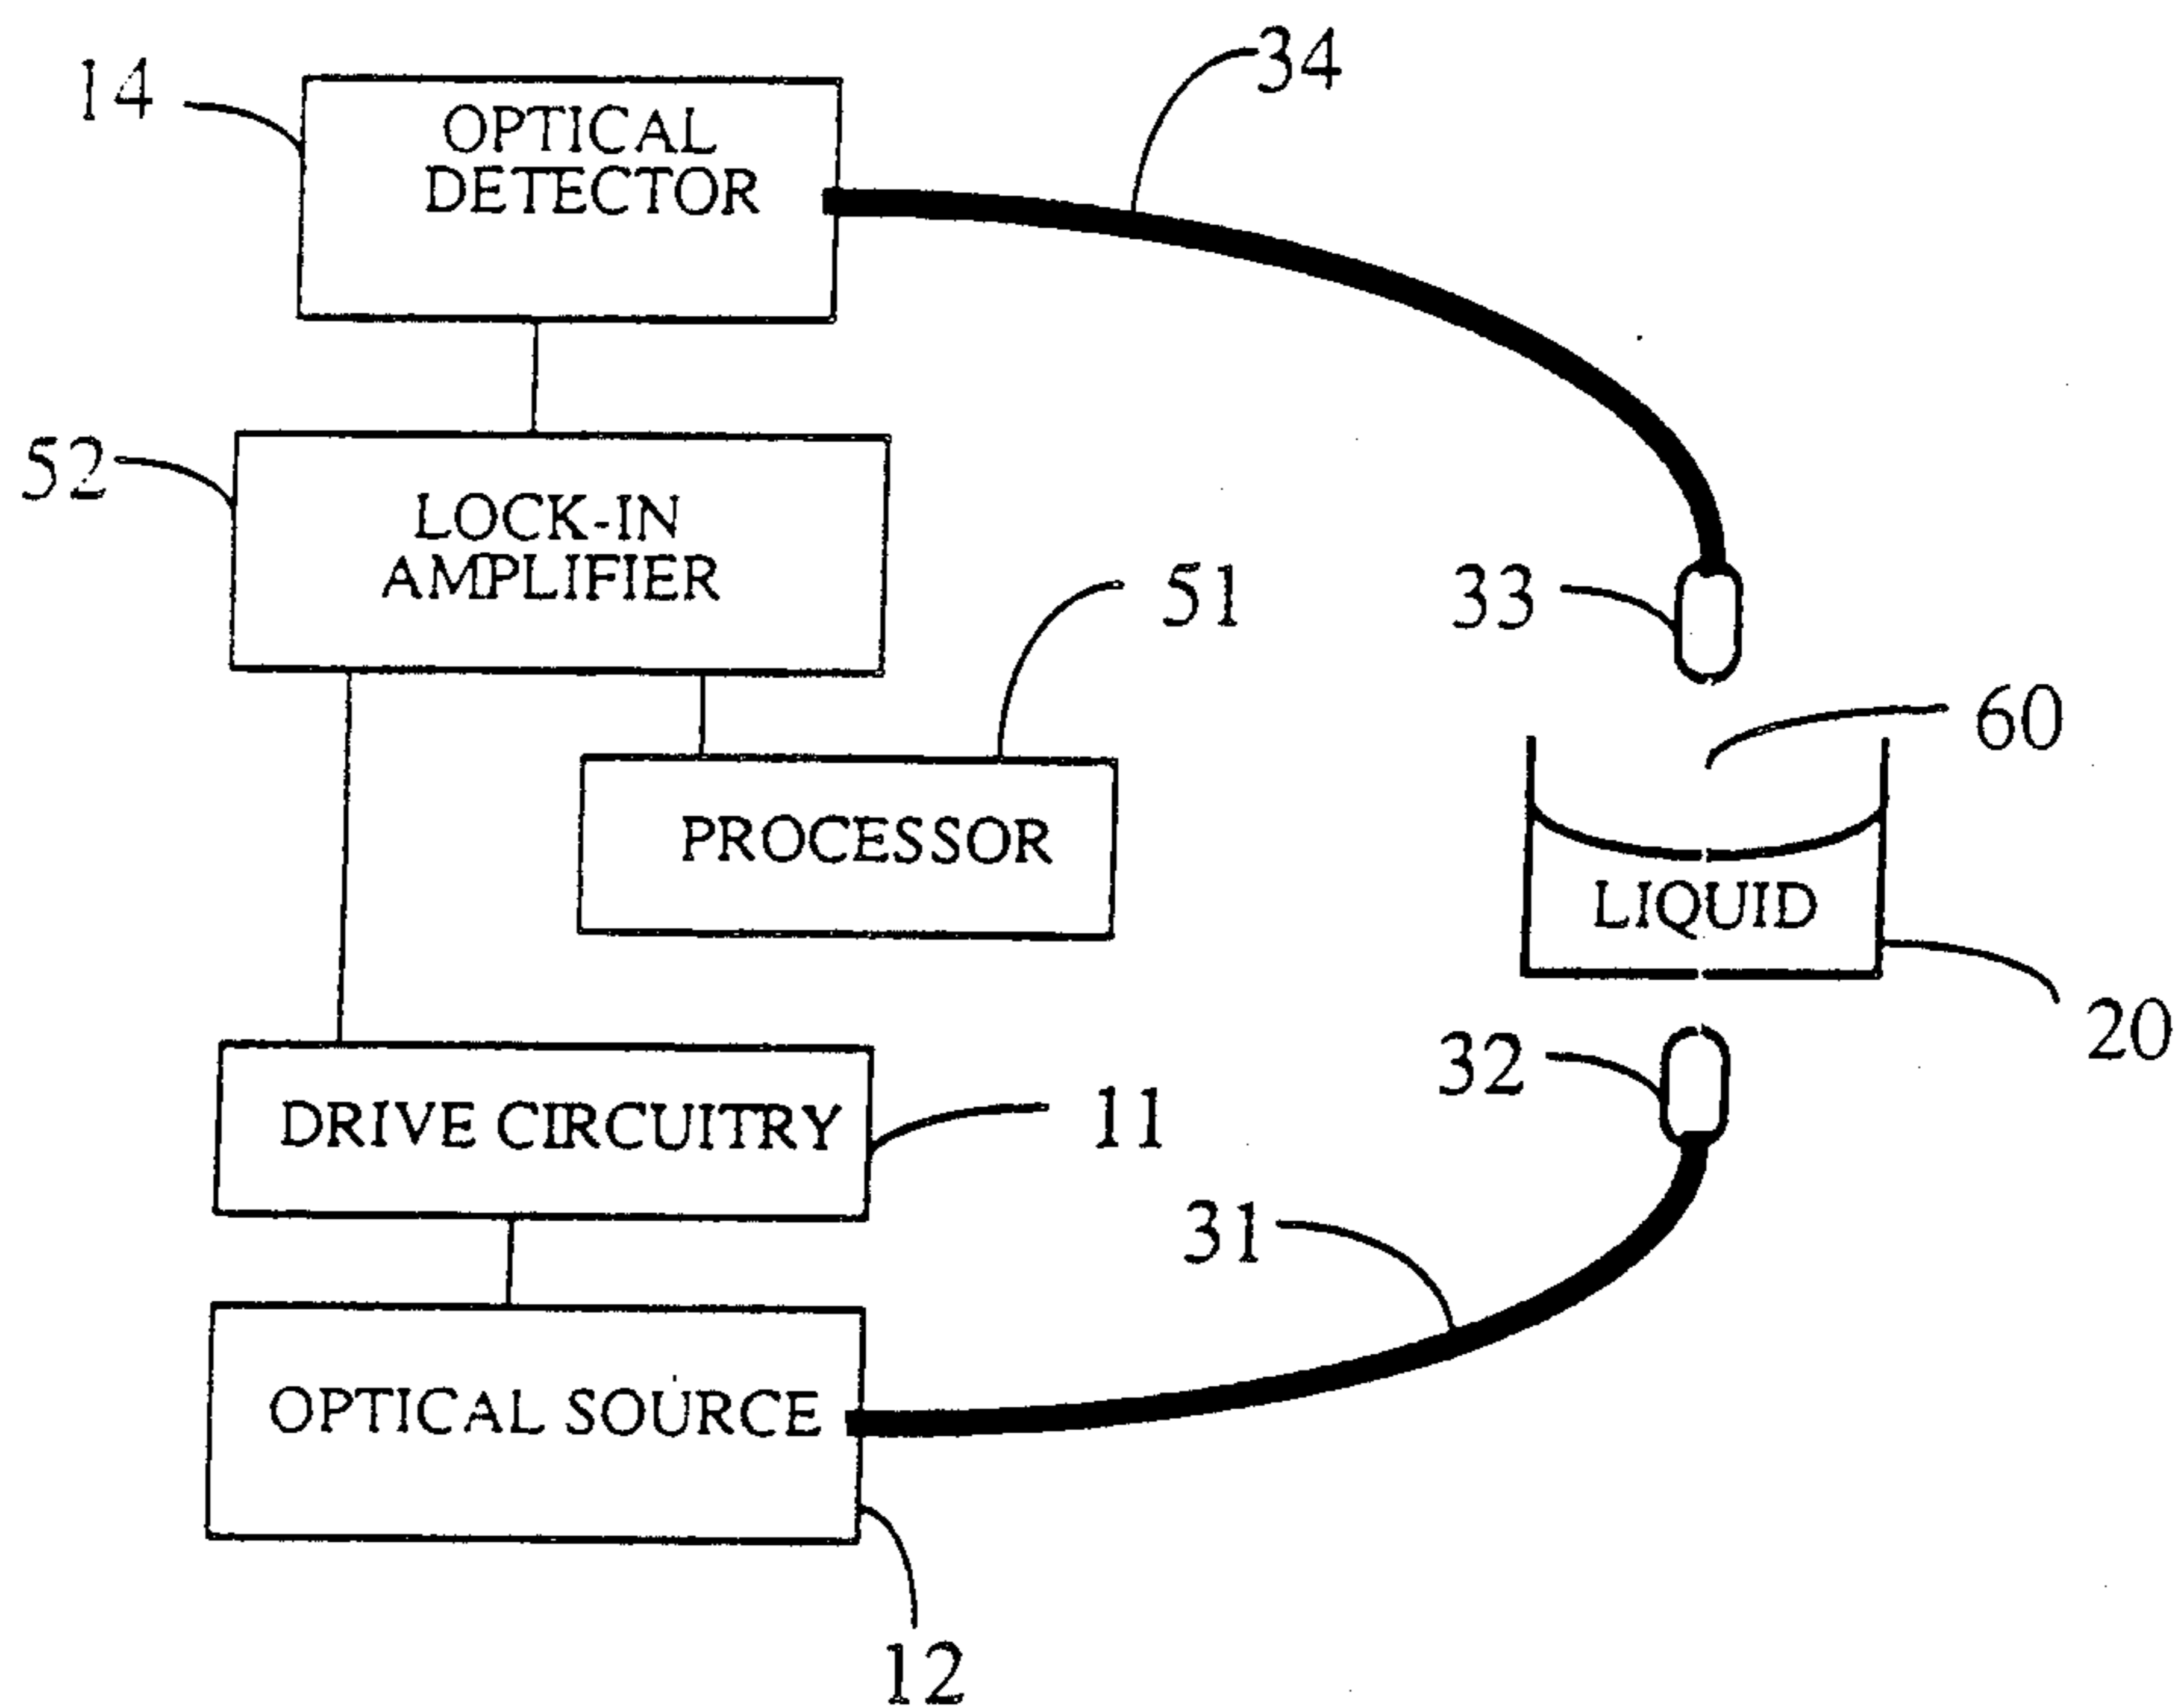 34
14
OPTICAL
DETECTOR
52
LOCK-IN
AMPLIFIER
51
33
60
PROCESSOR
LIQUID
20
32
DRIVE CIRCUITRY
11
31
OPTICAL SOURCE
12